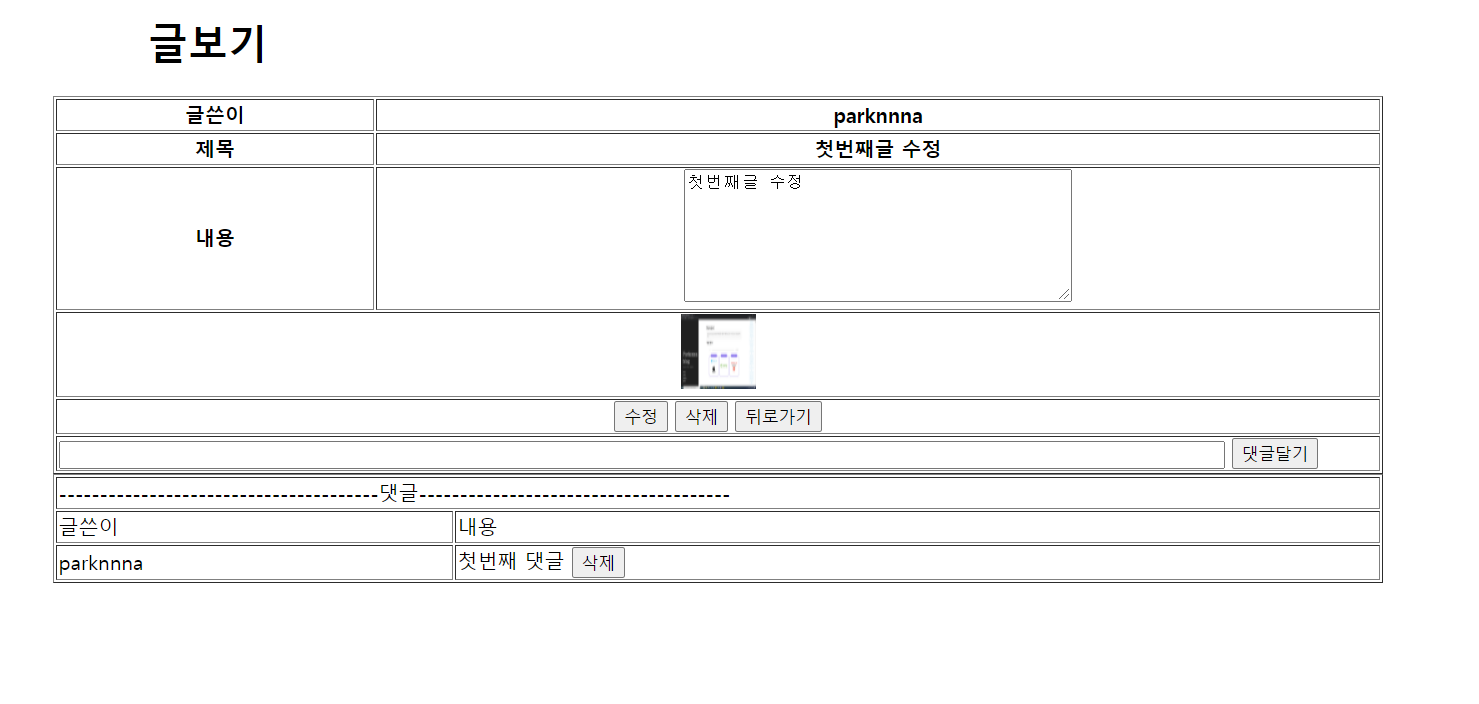 글보기
글쓴이 parknnna
제목 첫번째글 수정
내용 첫번째글 수정
수정 삭제 뒤로가기
댓글달기
---------------------------------------댓글--------------------------------------
글쓴이 내용
parknnna 첫번째 댓글 삭제